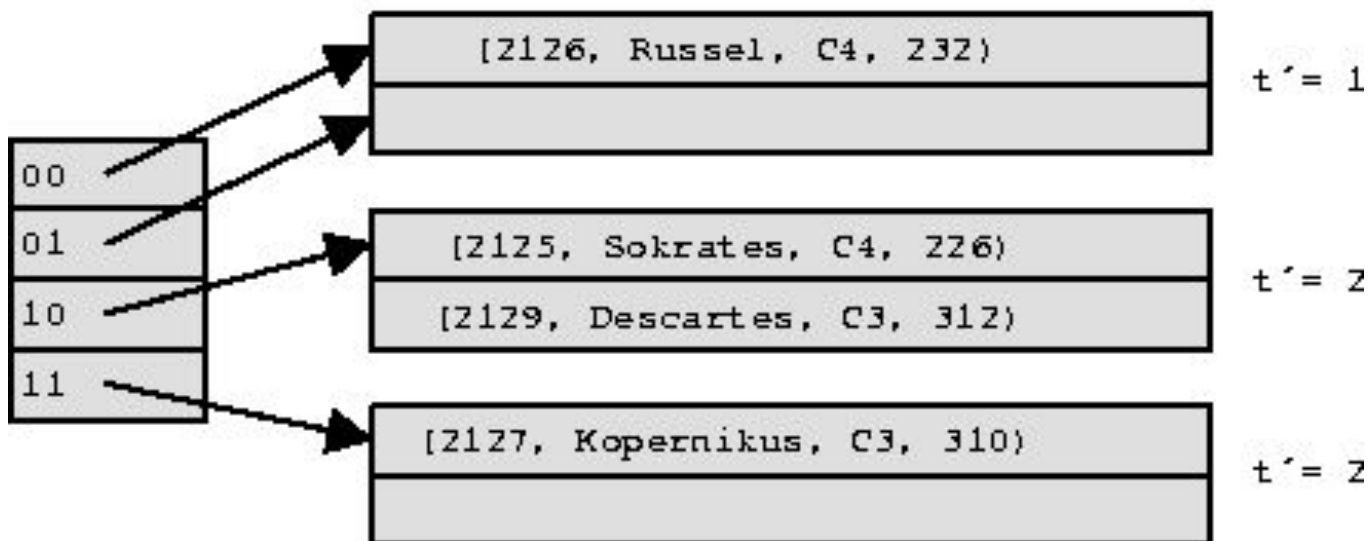 [2126, Russel, C4, 232)
t´= 1
00
01
10
11
[2125, Sokrates, C4, 226)
[2129, Descartes, C3, 312)
t´= 2
[2127, Kopernikus, C3, 310)
t´= 2